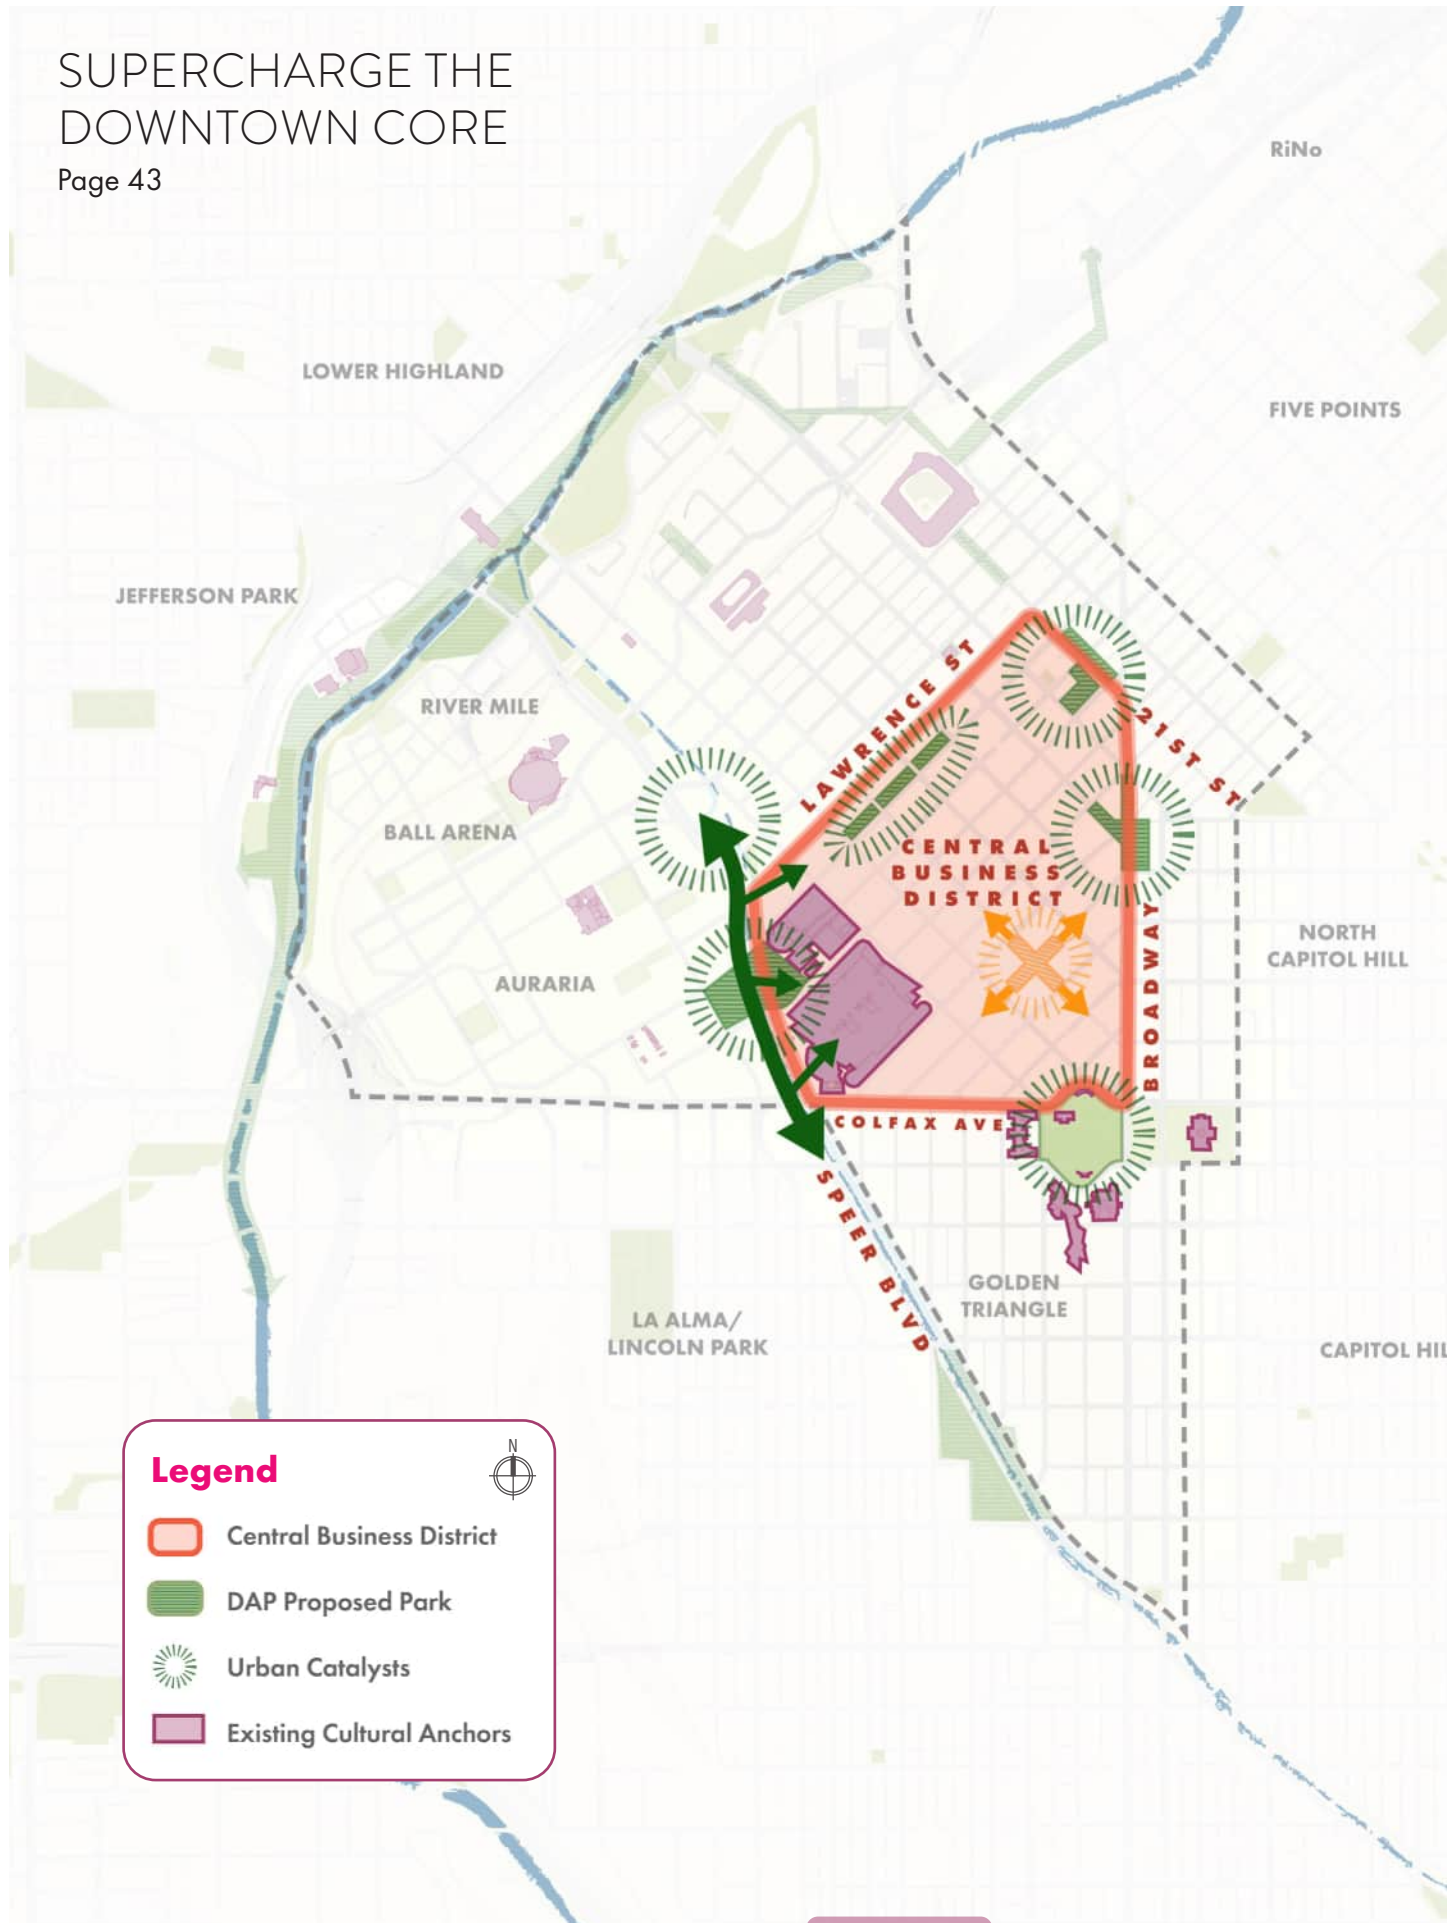 SUPERCHARGE THE
DOWNTOWN CORE
Page 43
RiNo
LOWER HIGHLAND
FIVE POINTS
JEFFERSON PARK
LAWRENCE ST
RIVER MILE
21ST ST
BALL ARENA
CENTRAL
BUSINESS
DISTRICT
BROADWAY
NORTH
CAPITOL HILL
AURARIA
COLFAX AVE
SPEER BLVD
GOLDEN
TRIANGLE
LA ALMA/
LINCOLN PARK
CAPITOL HIL
Legend
N
Central Business District
DAP Proposed Park
Urban Catalysts
Existing Cultural Anchors